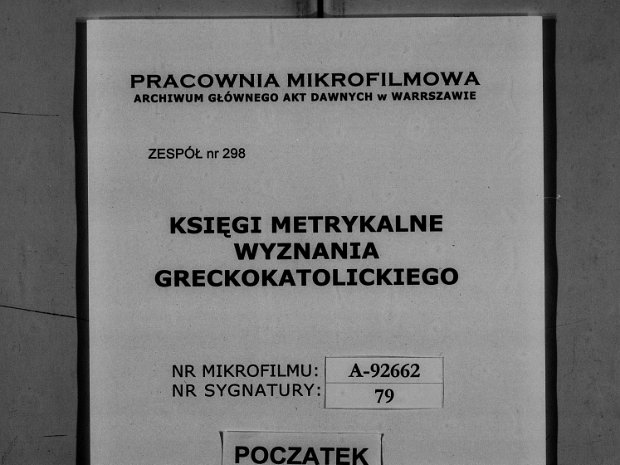 PRACOWNIA MIKROFILMOWA
ARCHIWUM GŁÓWNEGO AKT DAWNYCH w WARRSZAWIE
ZESPÓŁ nr 298
KSIĘGI METRYKALNE
WYZNANIA
GRECKOKATOLICKIEGO
NR MIKROFILMU: A-92662
NR SYGNATURY: 79
POCZĄTEK